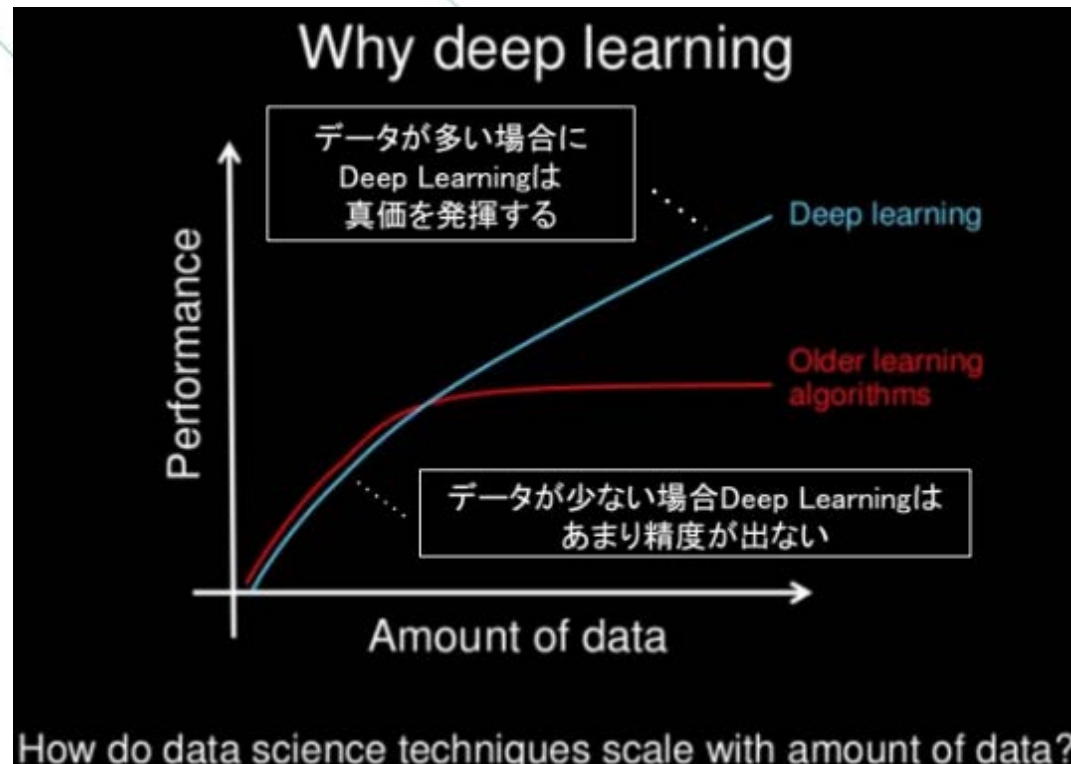 Why deep learning
データが多い場合に
Deep Learningは
真価を発揮する
Deep learning
Performance
Older learning
algorithms
データが少ない場合Deep Learningは
あまり精度が出ない
Amount of data
How do data science techniques scale with amount of data?